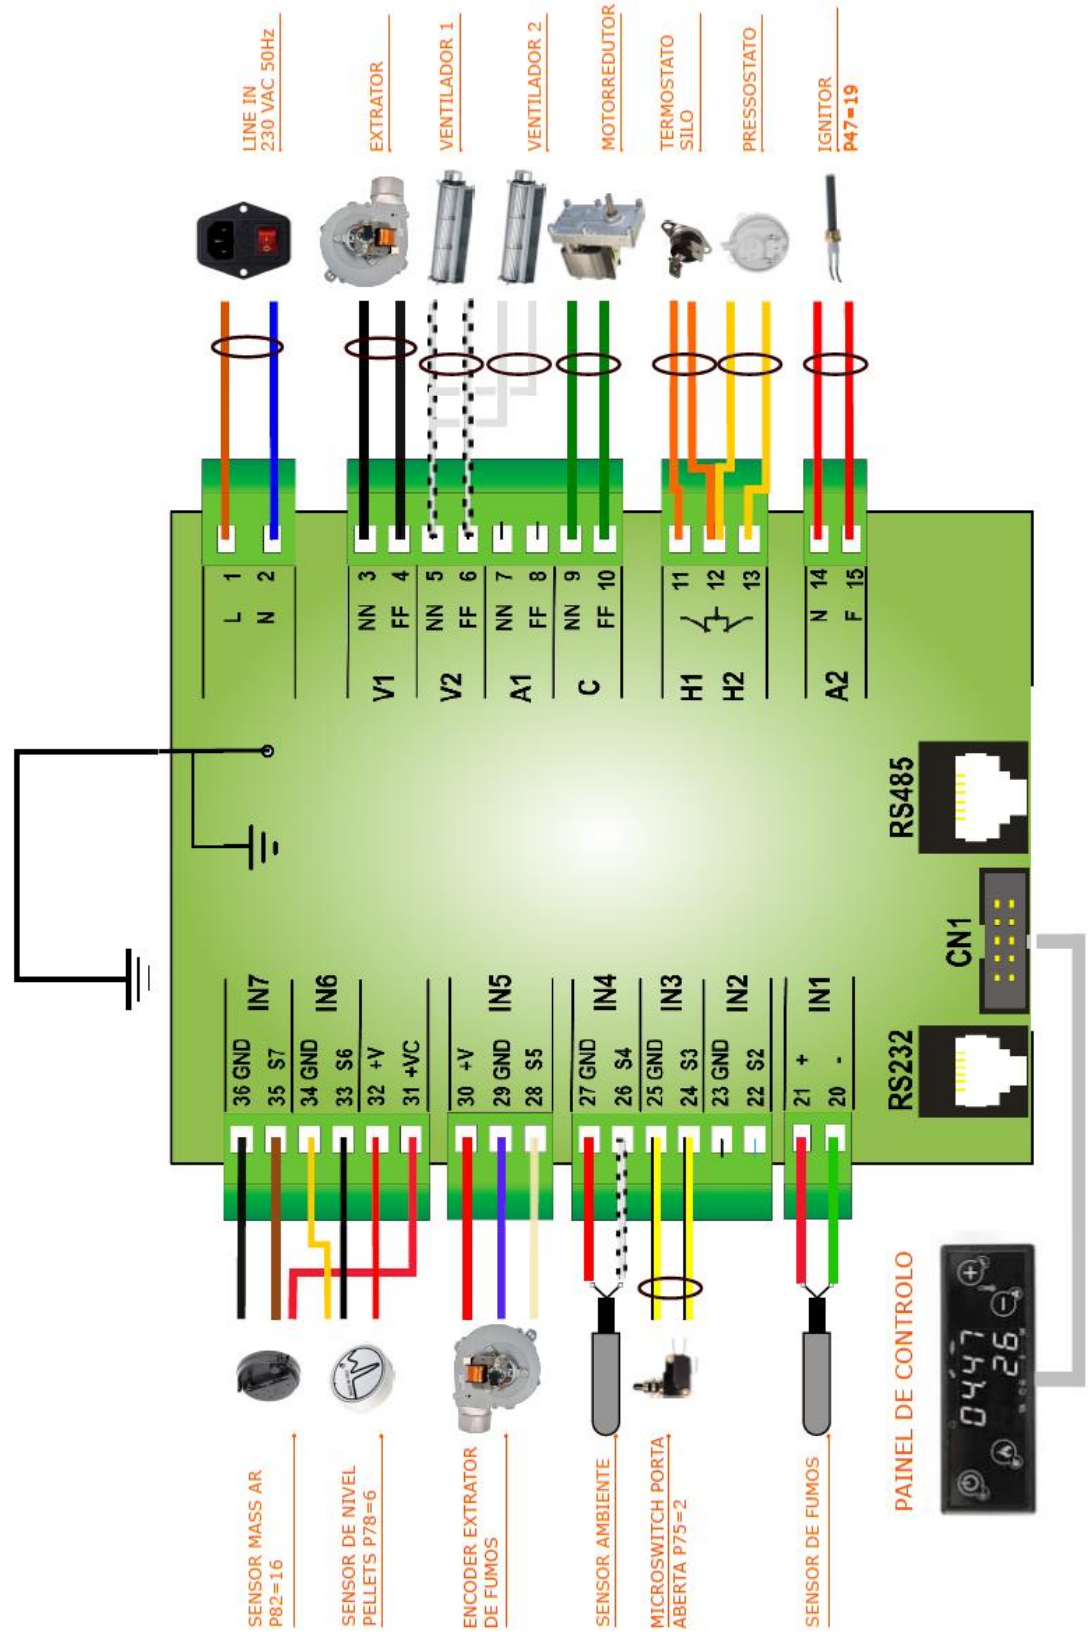 LINE IN
230 VAC 50Hz
EXTRATOR
VENTILADOR 1
VENTILADOR 2
MOTORREDUTOR
TERMOSTATO
SILO
PRESSOSTATO
IGNITOR
P47=19
L 1
N 2
V1
NN 3
FF 4
V2
NN 5
FF 6
A1
NN 7
FF 8
C
NN 9
FF 10
H1
H2
11
12
13
A2
N 14
F 15
RS485
CN1
RS232
IN7
36 GND
35 S7
IN6
34 GND
33 S6
32 +V
31 +VC
IN5
30 +V
29 GND
28 S5
IN4
27 GND
26 S4
IN3
25 GND
24 S3
IN2
23 GND
22 S2
IN1
21 +
20 -
SENSOR MASS AR
P82=16
SENSOR DE NIVEL
PELLETS P78=6
ENCODER EXTRATOR
DE FUMOS
SENSOR AMBIENTE
MICROSWITCH PORTA
ABERTA P75=2
SENSOR DE FUMOS
PAINEL DE CONTROLO
04:47
26